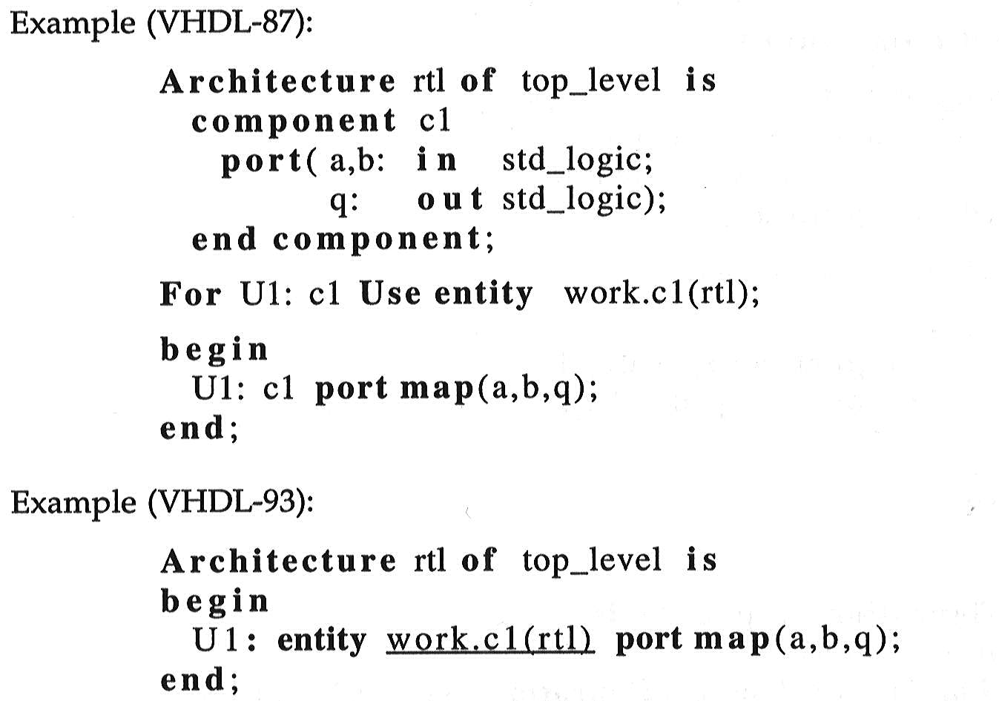 Example (VHDL-87):
Architecture rtl of top_level is
component c1
port( a,b: in std_logic;
q: out std_logic);
end component;
For U1: c1 Use entity work.c1(rtl);
begin
U1: c1 port map(a,b,q);
end;
Example (VHDL-93):
Architecture rtl of top_level is
begin
U1: entity work.c1(rtl) port map(a,b,q);
end;